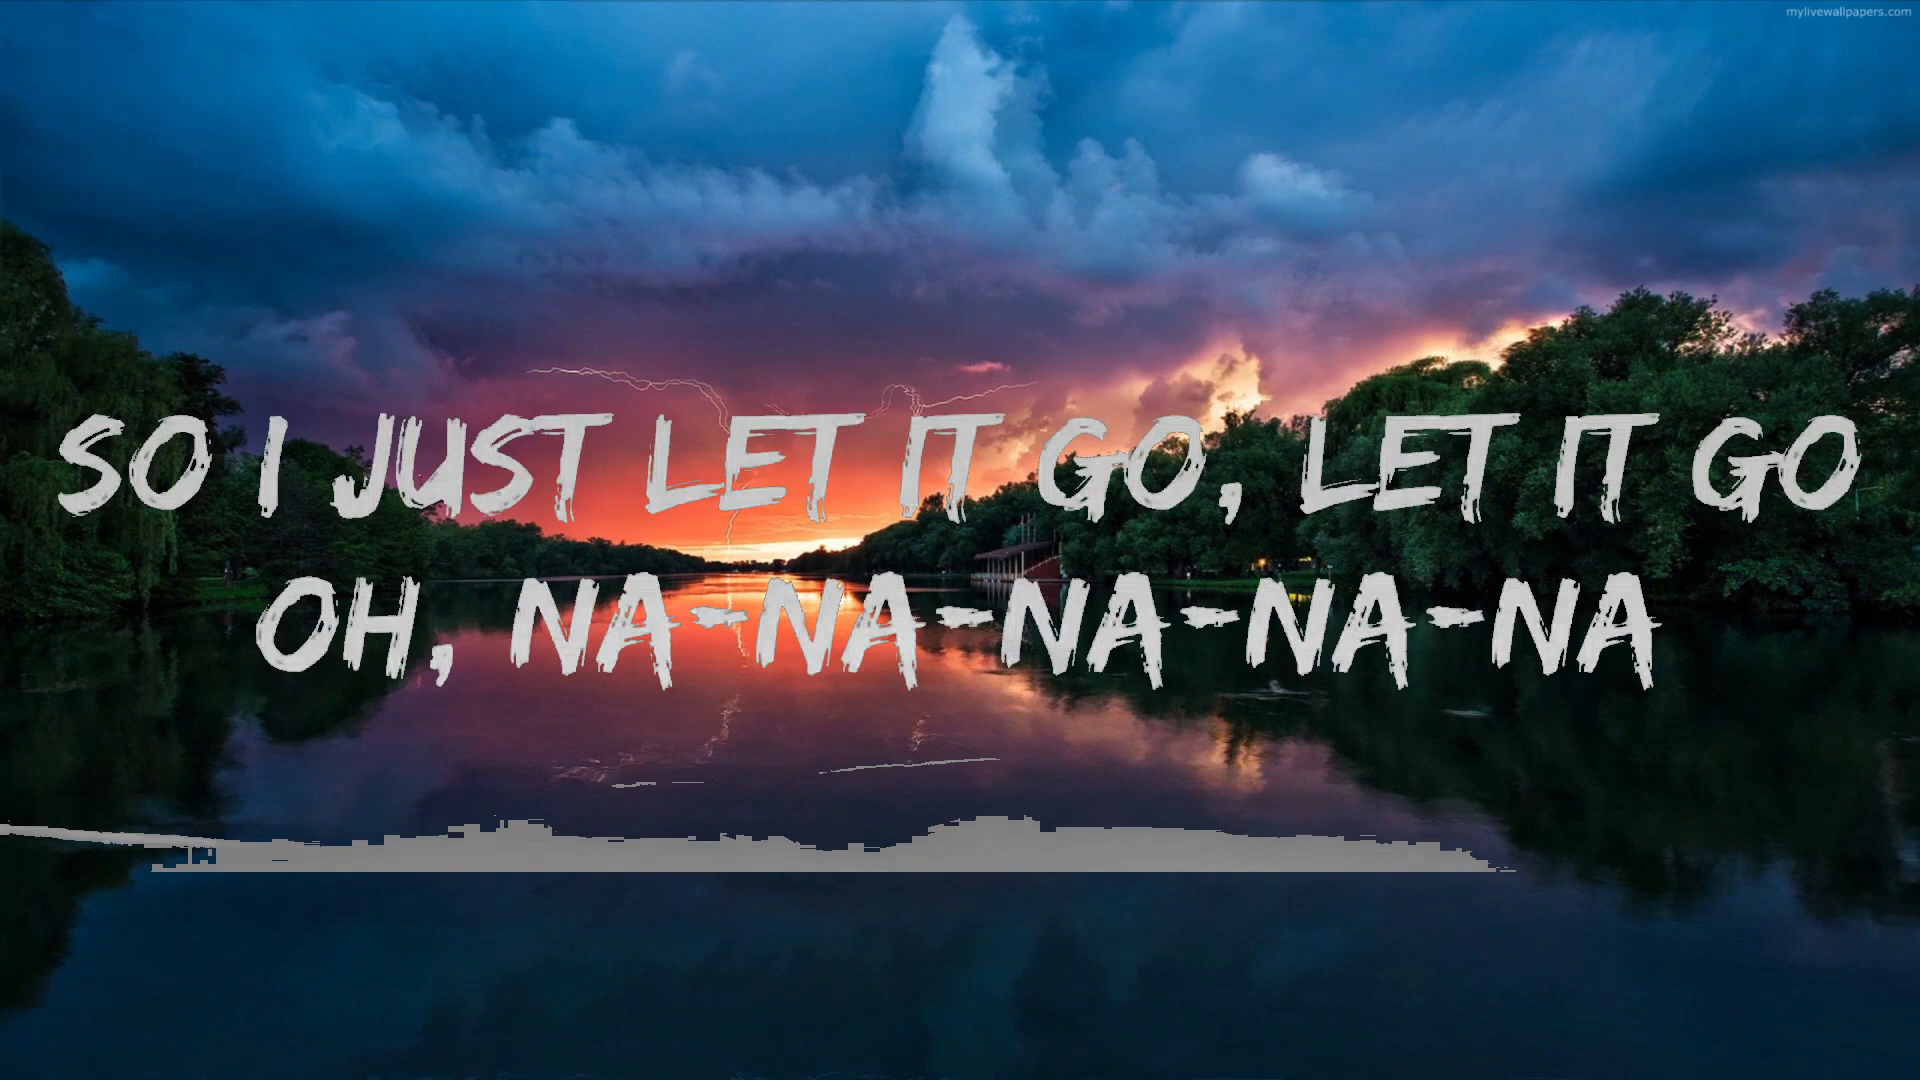 mylivewallpapers.com
SO I JUST LET IT GO, LET IT GO
OH, NA-NA-NA-NA-NA